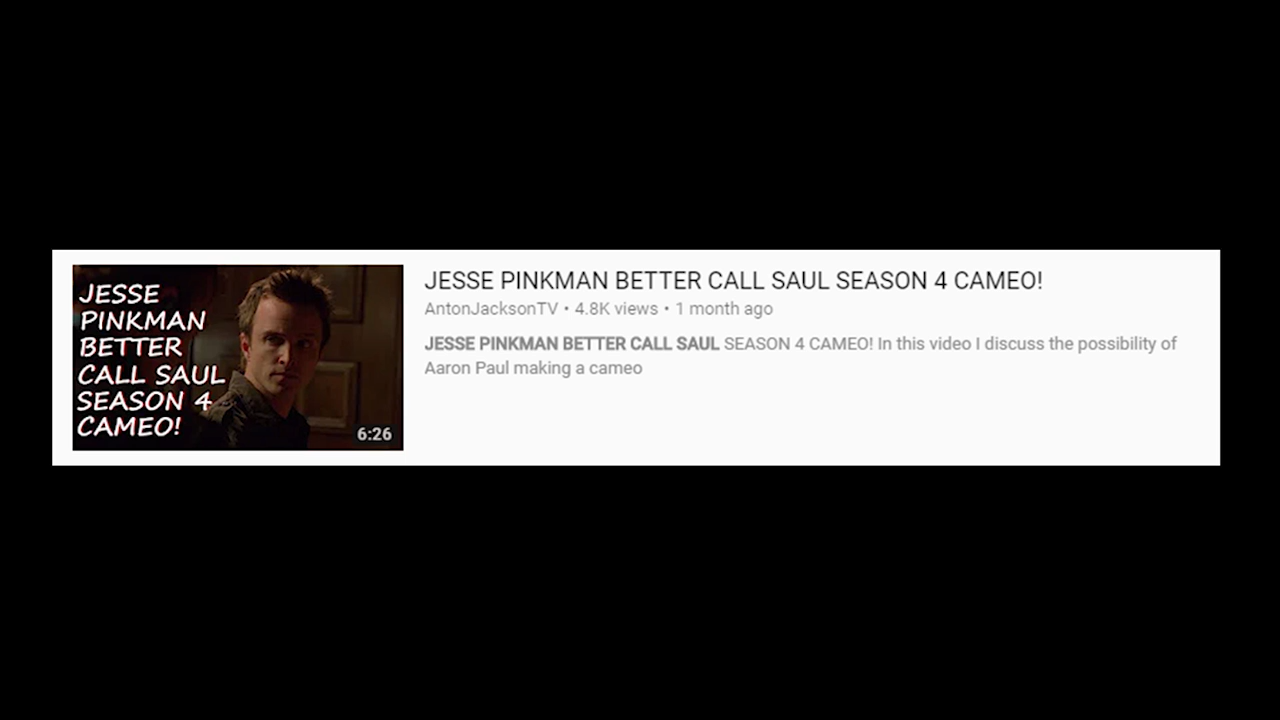 JESSE
PINKMAN
BETTER
CALL SAUL
SEASON 4
CAMEO!
6:26
JESSE PINKMAN BETTER CALL SAUL SEASON 4 CAMEO!
AntonJacksonTV • 4.8K views • 1 month ago
JESSE PINKMAN BETTER CALL SAUL SEASON 4 CAMEO! In this video I discuss the possibility of
Aaron Paul making a cameo